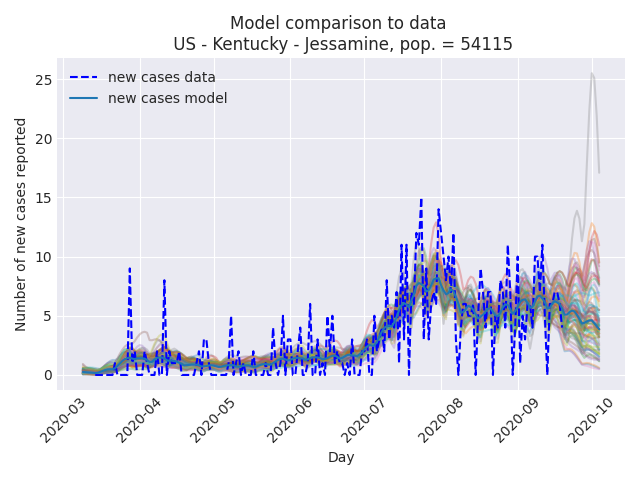 Model comparison to data
US - Kentucky - Jessamine, pop. = 54115
new cases data
new cases model
Number of new cases reported
25
20
15
10
5
0
2020-03
2020-04
2020-05
2020-06
2020-07
2020-08
2020-09
2020-10
Day